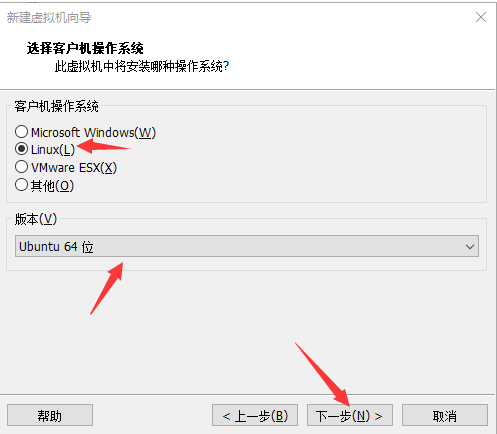 新建虚拟机向导
选择客户机操作系统
此虚拟机中将安装哪种操作系统?
客户机操作系统
Microsoft Windows(W)
Linux(L)
VMware ESX(X)
其他(O)
版本(V)
Ubuntu 64 位
帮助
< 上一步(B)
下一步(N) >
取消